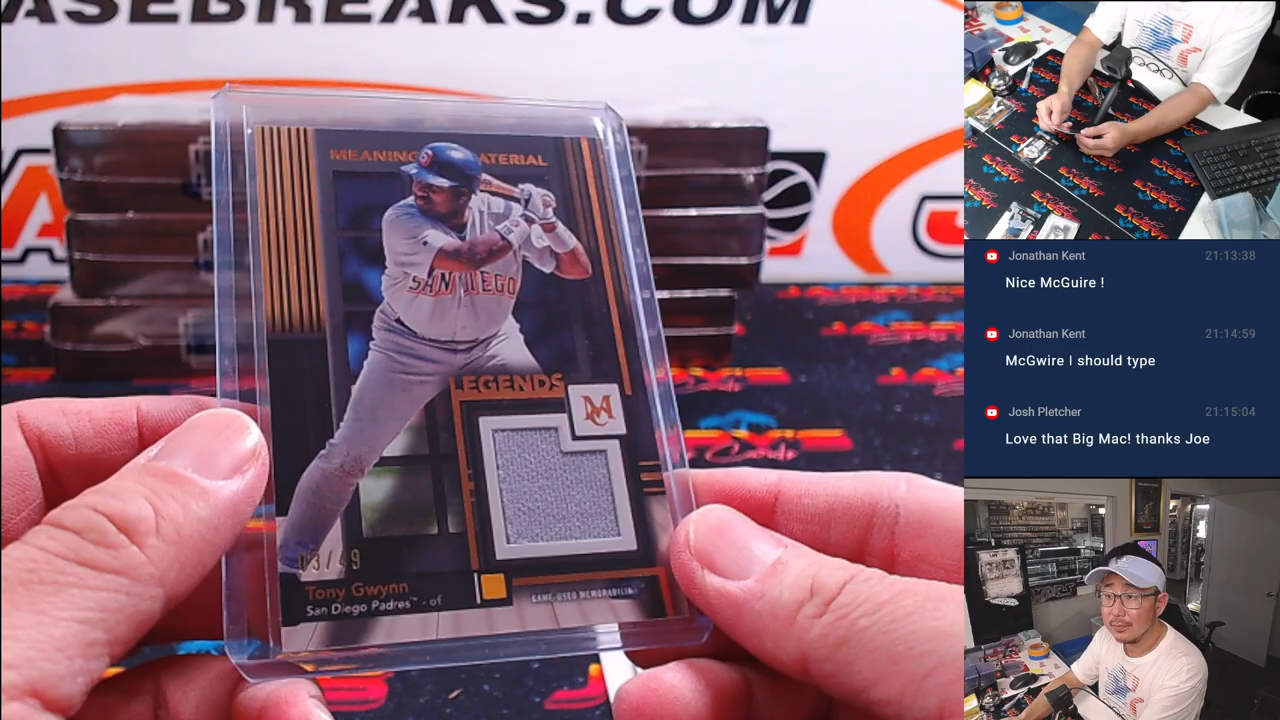 ASEBREAKS.COM
MEANING MATERIAL
SAN DIEGO
LEGENDS
M
Tony Gwynn
San Diego Padres™ - of
GAME-USED MEMORABILIA
Jonathan Kent 21:13:38
Nice McGuire !
Jonathan Kent 21:14:59
McGwire I should type
Josh Pletcher 21:15:04
Love that Big Mac! thanks Joe